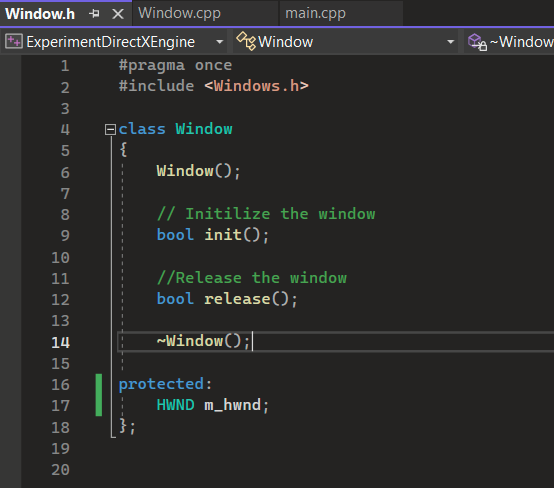 Window.h Window.cpp main.cpp
ExperimentDirectXEngine Window ~Window
1 #pragma once
2 #include <Windows.h>
3
4 class Window
5 {
6 Window();
7
8 // Initilize the window
9 bool init();
10
11 //Release the window
12 bool release();
13
14 ~Window();
15
16 protected:
17 HWND m_hwnd;
18 };
19
20